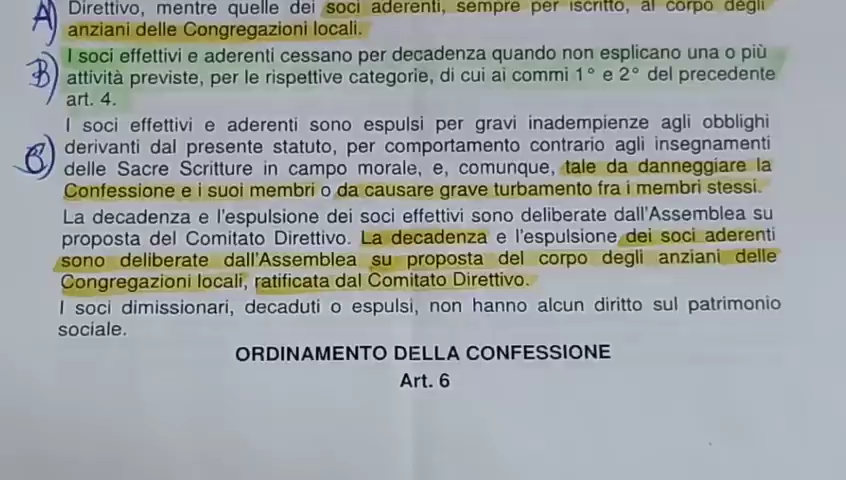 A) Direttivo, mentre quelle dei soci aderenti, sempre per iscritto, al corpo degli
anziani delle Congregazioni locali.
B) I soci effettivi e aderenti cessano per decadenza quando non esplicano una o più
attività previste, per le rispettive categorie, di cui ai commi 1° e 2° del precedente
art. 4.
I soci effettivi e aderenti sono espulsi per gravi inadempienze agli obblighi
C) derivanti dal presente statuto, per comportamento contrario agli insegnamenti
delle Sacre Scritture in campo morale, e, comunque, tale da danneggiare la
Confessione e i suoi membri o da causare grave turbamento fra i membri stessi.
La decadenza e l'espulsione dei soci effettivi sono deliberate dall'Assemblea su
proposta del Comitato Direttivo. La decadenza e l'espulsione dei soci aderenti
sono deliberate dall'Assemblea su proposta del corpo degli anziani delle
Congregazioni locali, ratificata dal Comitato Direttivo.
I soci dimissionari, decaduti o espulsi, non hanno alcun diritto sul patrimonio
sociale.
ORDINAMENTO DELLA CONFESSIONE
Art. 6